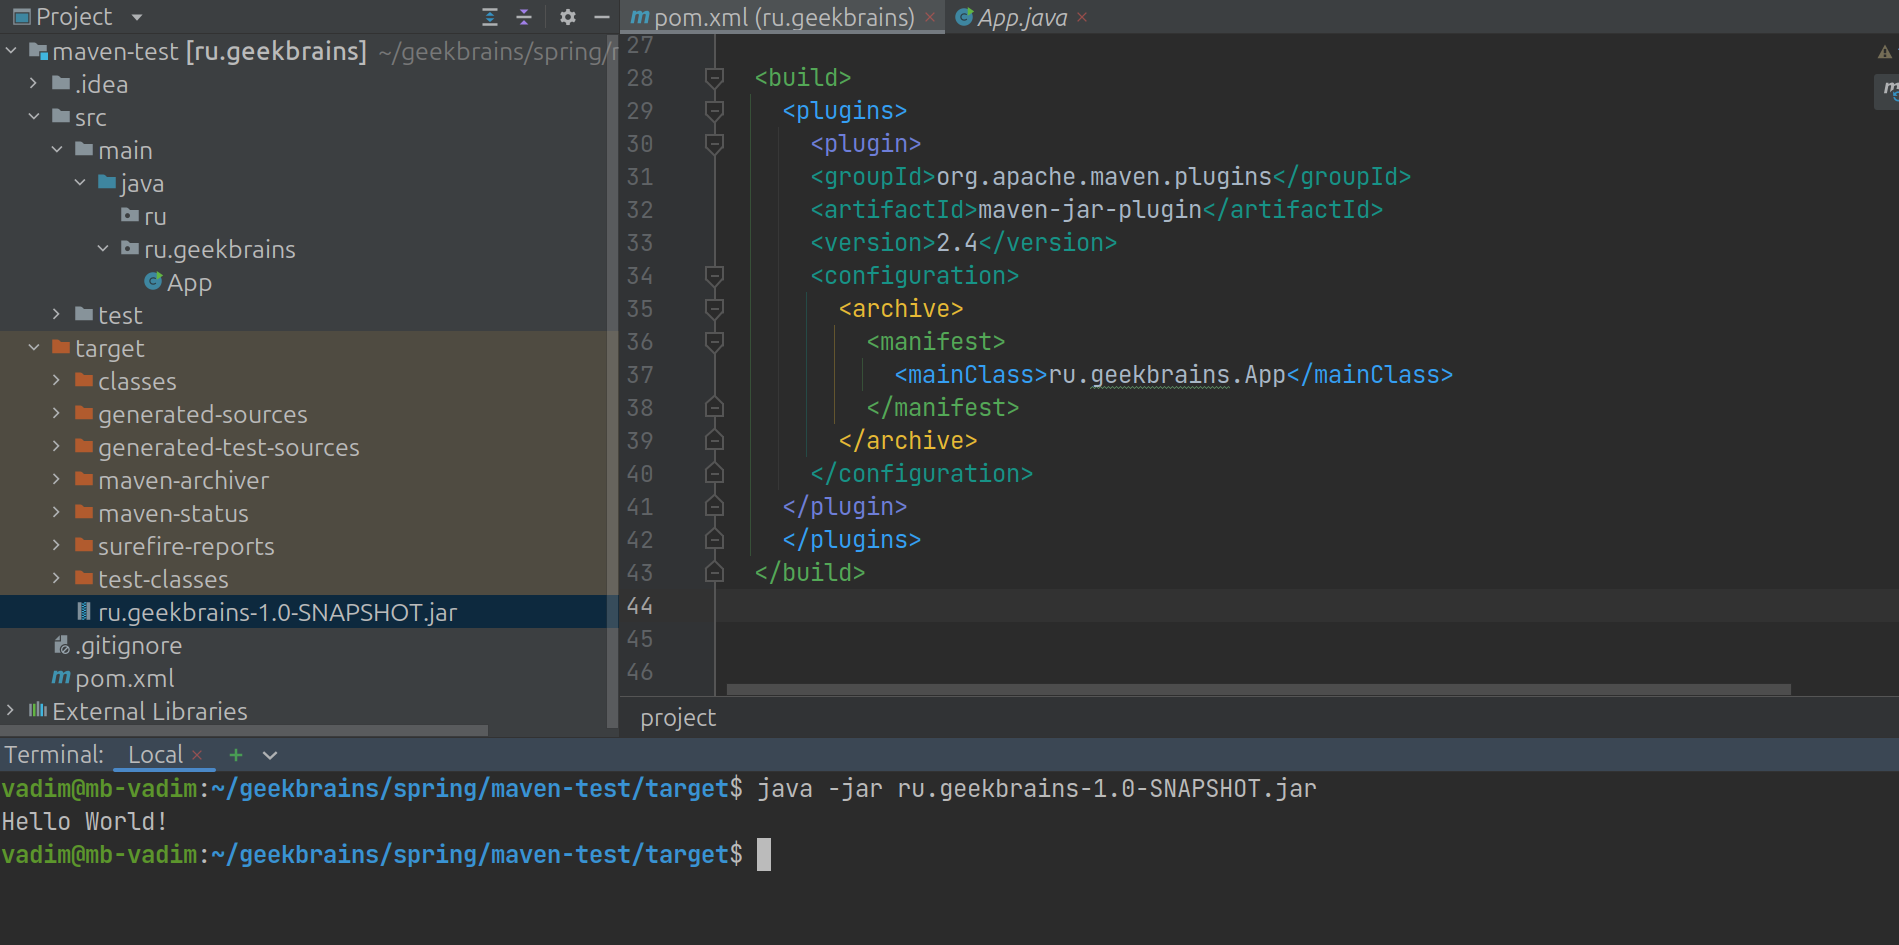 Project
maven-test [ru.geekbrains] ~/geekbrains/spring/
.idea
src
main
java
ru
ru.geekbrains
App
test
target
classes
generated-sources
generated-test-sources
maven-archiver
maven-status
surefire-reports
test-classes
ru.geekbrains-1.0-SNAPSHOT.jar
.gitignore
pom.xml
External Libraries
pom.xml (ru.geekbrains) App.java
27
28 <build>
29 <plugins>
30 <plugin>
31 <groupId>org.apache.maven.plugins</groupId>
32 <artifactId>maven-jar-plugin</artifactId>
33 <version>2.4</version>
34 <configuration>
35 <archive>
36 <manifest>
37 <mainClass>ru.geekbrains.App</mainClass>
38 </manifest>
39 </archive>
40 </configuration>
41 </plugin>
42 </plugins>
43 </build>
44
45
46
project
Terminal: Local
vadim@mb-vadim:~/geekbrains/spring/maven-test/target$ java -jar ru.geekbrains-1.0-SNAPSHOT.jar
Hello World!
vadim@mb-vadim:~/geekbrains/spring/maven-test/target$